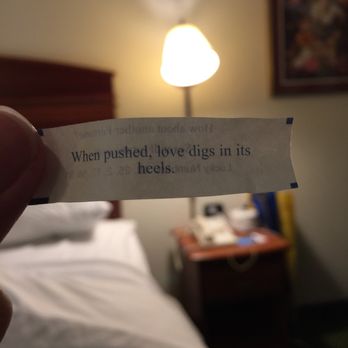 When pushed, love digs in its
heels.